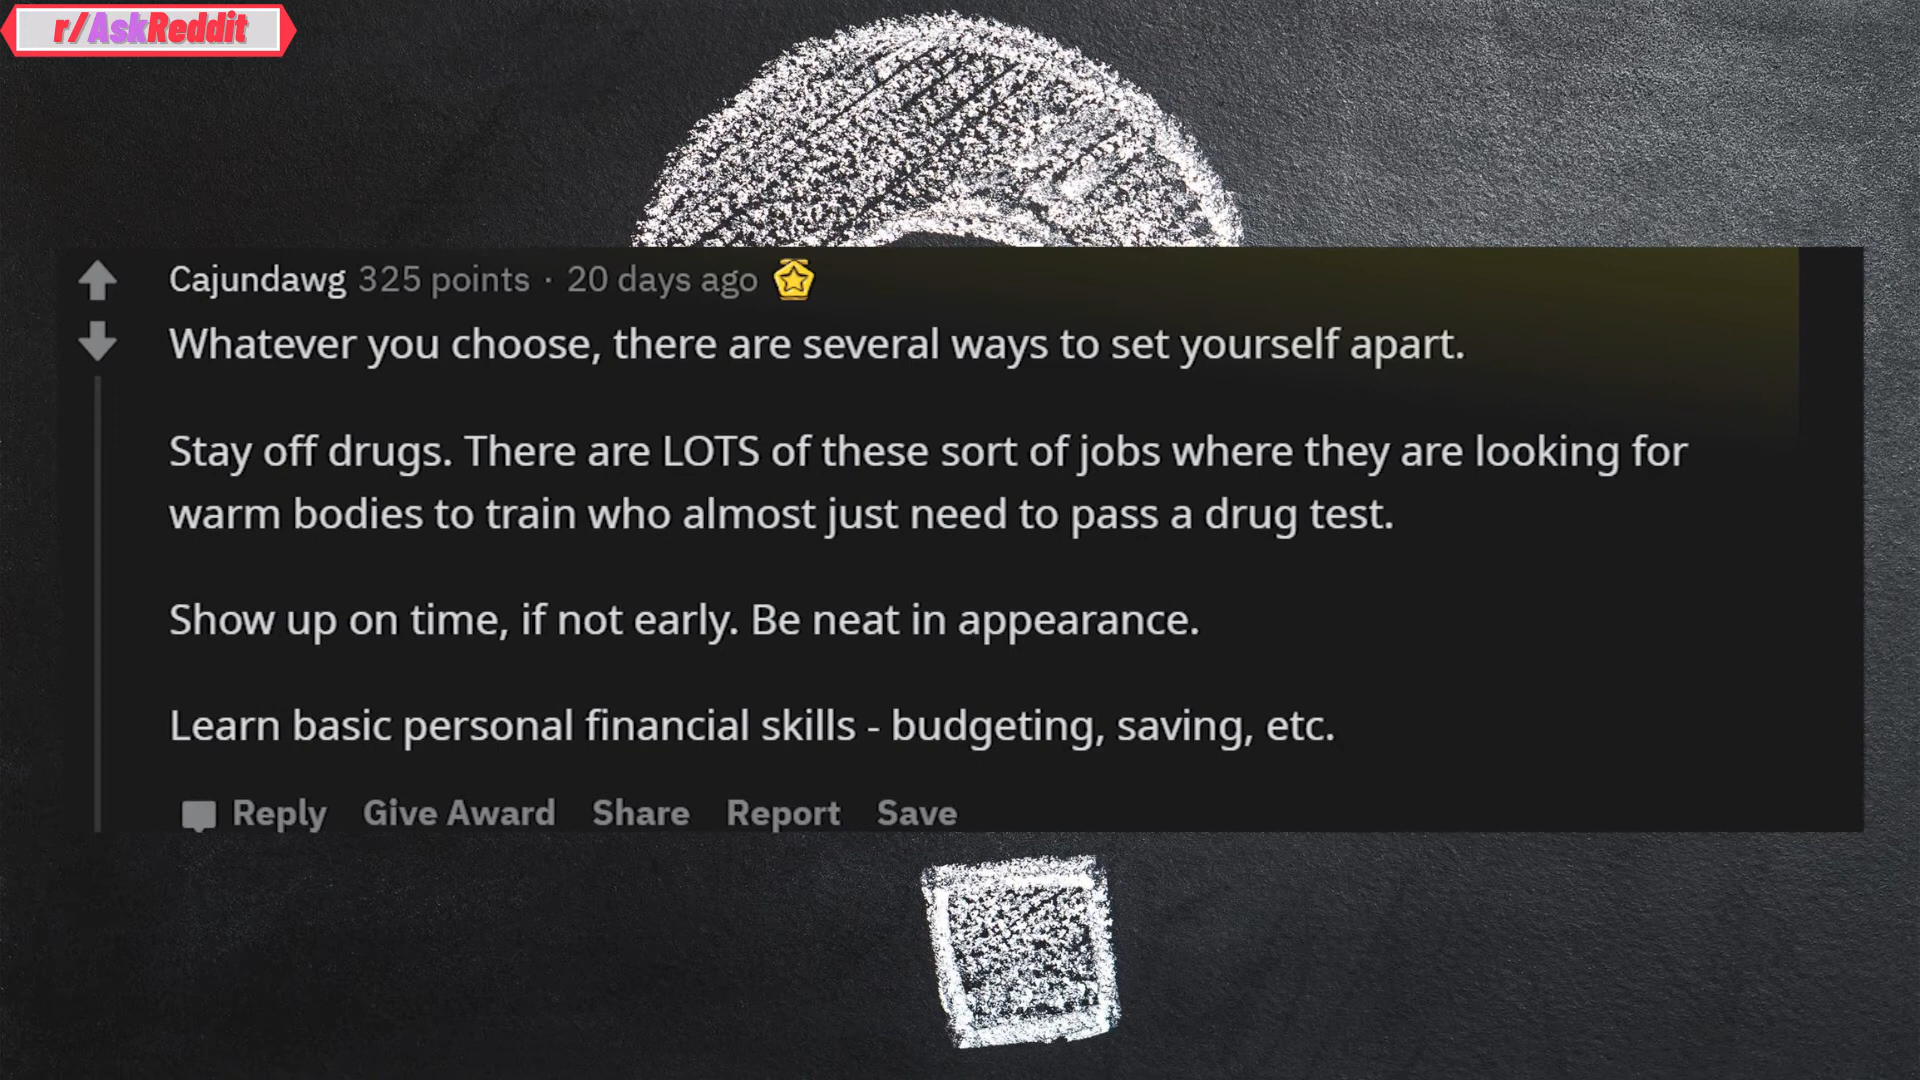 r/AskReddit
Cajundawg 325 points · 20 days ago
Whatever you choose, there are several ways to set yourself apart.
Stay off drugs. There are LOTS of these sort of jobs where they are looking for
warm bodies to train who almost just need to pass a drug test.
Show up on time, if not early. Be neat in appearance.
Learn basic personal financial skills - budgeting, saving, etc.
Reply Give Award Share Report Save